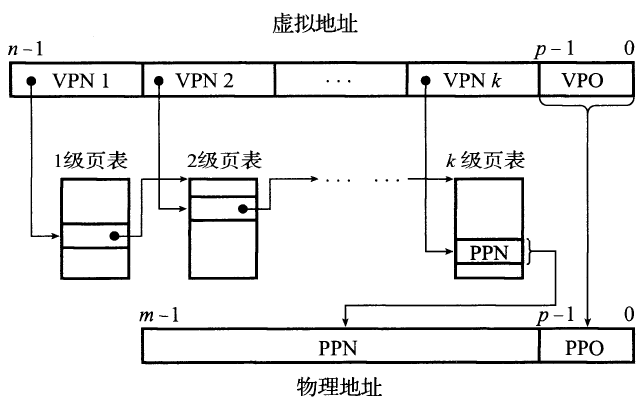 虚拟地址
n-1 p-1 0
VPN 1 VPN 2 ··· VPN k VPO
1级页表 2级页表 k 级页表
··· ···
PPN
m-1 p-1 0
PPN PPO
物理地址